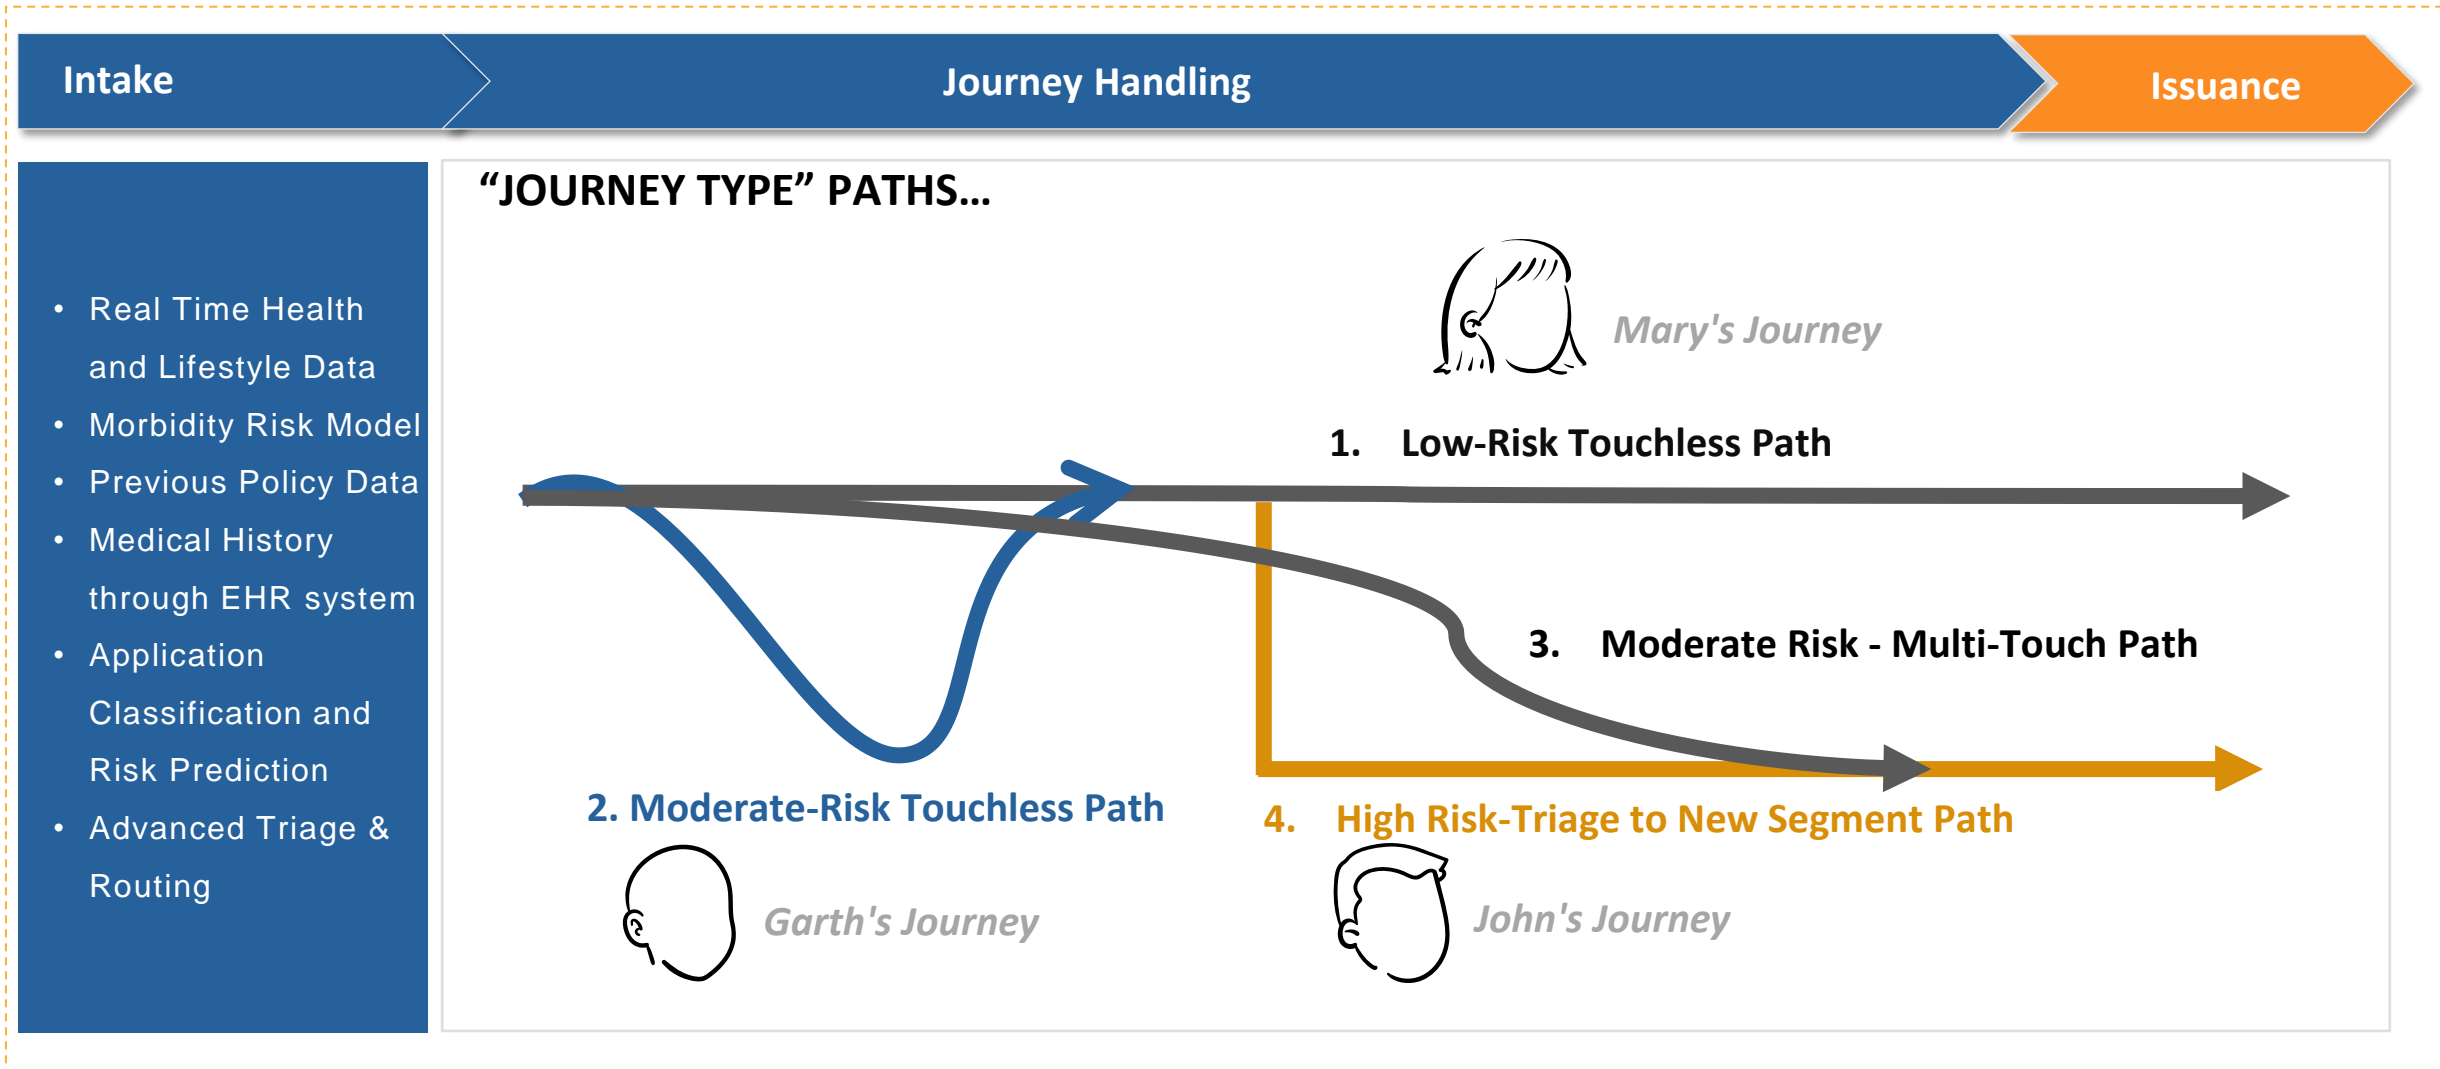 Intake
Journey Handling
Issuance
“JOURNEY TYPE” PATHS...
• Real Time Health
and Lifestyle Data
• Morbidity Risk Model
• Previous Policy Data
• Medical History
through EHR system
• Application
Classification and
Risk Prediction
• Advanced Triage &
Routing
Mary's Journey
1. Low-Risk Touchless Path
3. Moderate Risk - Multi-Touch Path
2. Moderate-Risk Touchless Path
4. High Risk-Triage to New Segment Path
Garth's Journey
John's Journey